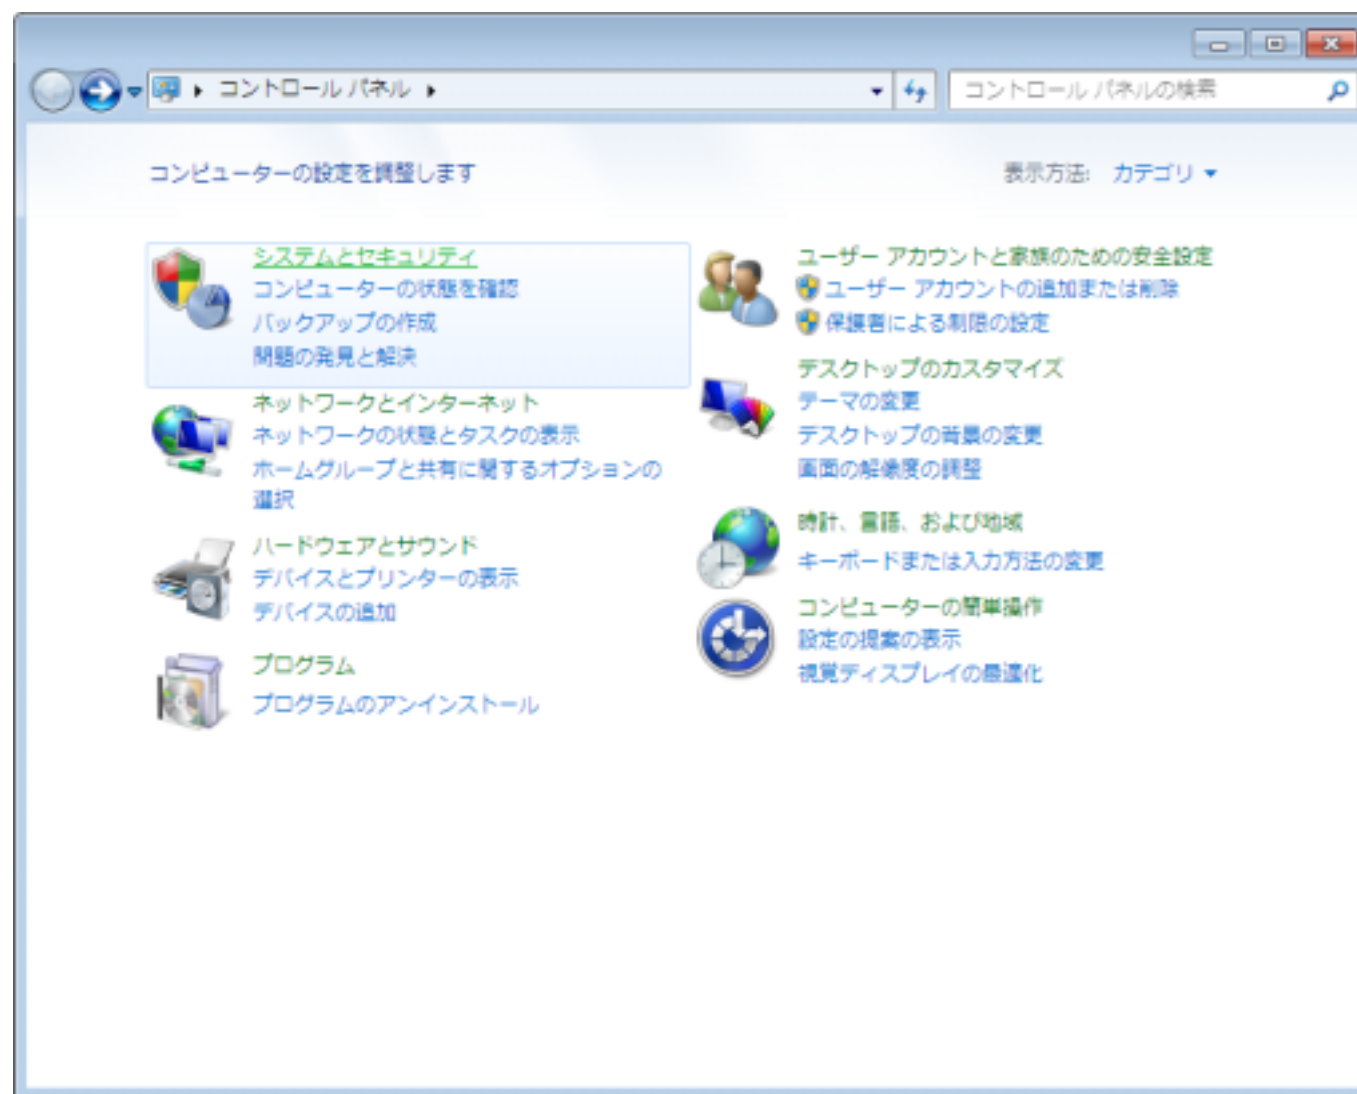 コントロール パネル
コントロール パネルの検索
コンピューターの設定を調整します
表示方法: カテゴリ
システムとセキュリティ
コンピューターの状態を確認
バックアップの作成
問題の発見と解決
ネットワークとインターネット
ネットワークの状態とタスクの表示
ホームグループと共有に関するオプションの
選択
ハードウェアとサウンド
デバイスとプリンターの表示
デバイスの追加
プログラム
プログラムのアンインストール
ユーザー アカウントと家族のための安全設定
ユーザー アカウントの追加または削除
保護者による制限の設定
デスクトップのカスタマイズ
テーマの変更
デスクトップの背景の変更
画面の解像度の調整
時計、言語、および地域
キーボードまたは入力方法の変更
コンピューターの簡単操作
設定の提案の表示
視覚ディスプレイの最適化